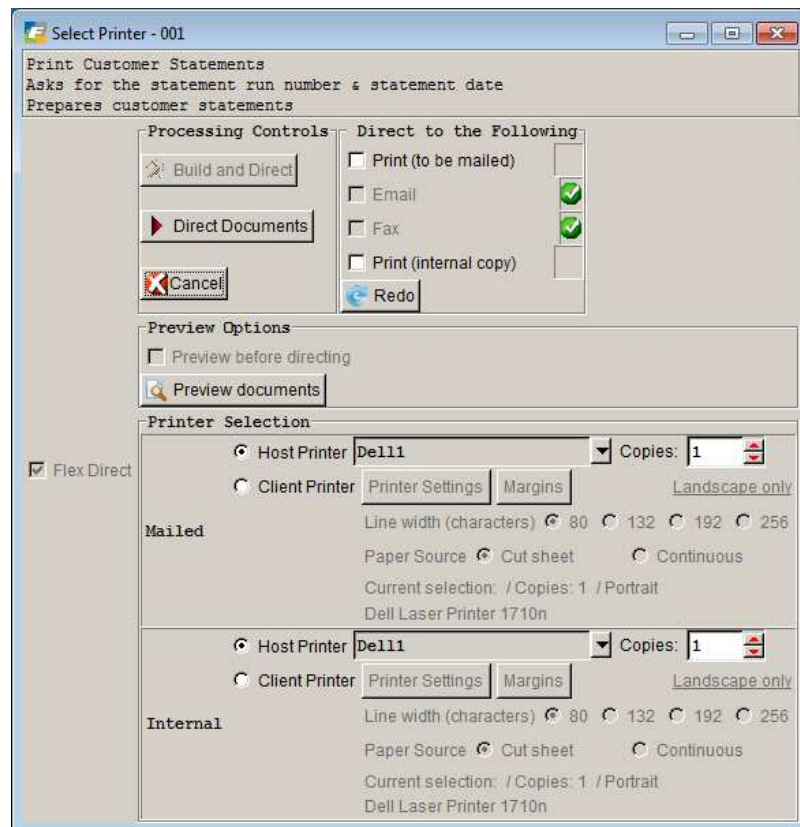 Select Printer - 001
Print Customer Statements
Asks for the statement run number & statement date
Prepares customer statements
Processing Controls
Build and Direct
Direct Documents
Cancel
Direct to the Following
Print (to be mailed)
Email
Fax
Print (internal copy)
Redo
Preview Options
Preview before directing
Preview documents
Flex Direct
Printer Selection
Mailed
Host Printer Dell1 Copies: 1
Client Printer Printer Settings Margins Landscape only
Line width (characters) 80 132 192 256
Paper Source Cut sheet Continuous
Current selection: / Copies: 1 / Portrait
Dell Laser Printer 1710n
Internal
Host Printer Dell1 Copies: 1
Client Printer Printer Settings Margins Landscape only
Line width (characters) 80 132 192 256
Paper Source Cut sheet Continuous
Current selection: / Copies: 1 / Portrait
Dell Laser Printer 1710n